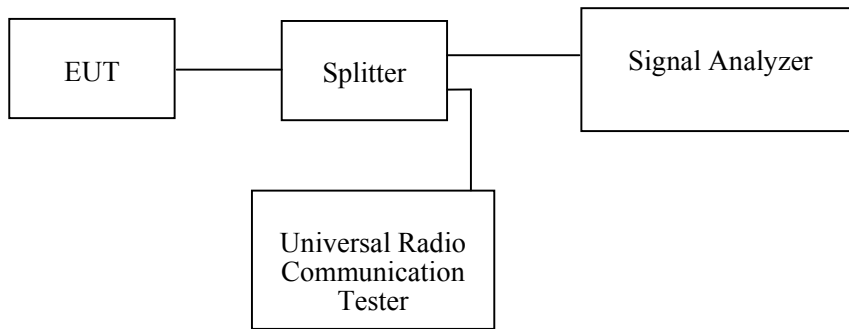 EUT
Splitter
Signal Analyzer
Universal Radio
Communication
Tester